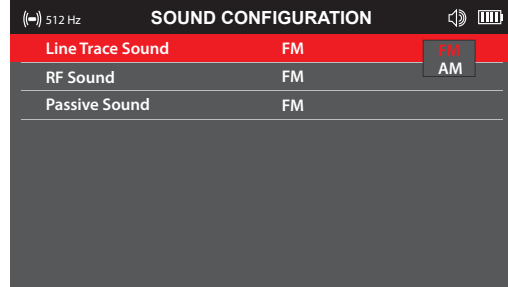 512 Hz SOUND CONFIGURATION
Line Trace Sound FM FM
AM
RF Sound FM
Passive Sound FM